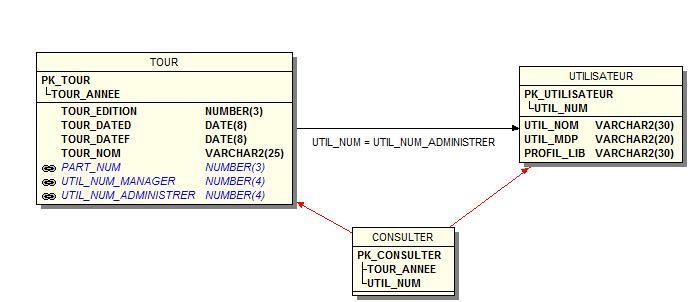 TOUR
PK_TOUR
TOUR_ANNEE
TOUR_EDITION NUMBER(3)
TOUR_DATED DATE(8)
TOUR_DATEF DATE(8)
TOUR_NOM VARCHAR2(25)
PART_NUM NUMBER(3)
UTIL_NUM_MANAGER NUMBER(4)
UTIL_NUM_ADMINISTRER NUMBER(4)
UTIL_NUM = UTIL_NUM_ADMINISTRER
UTILISATEUR
PK_UTILISATEUR
UTIL_NUM
UTIL_NOM VARCHAR2(30)
UTIL_MDP VARCHAR2(20)
PROFIL_LIB VARCHAR2(30)
CONSULTER
PK_CONSULTER
TOUR_ANNEE
UTIL_NUM